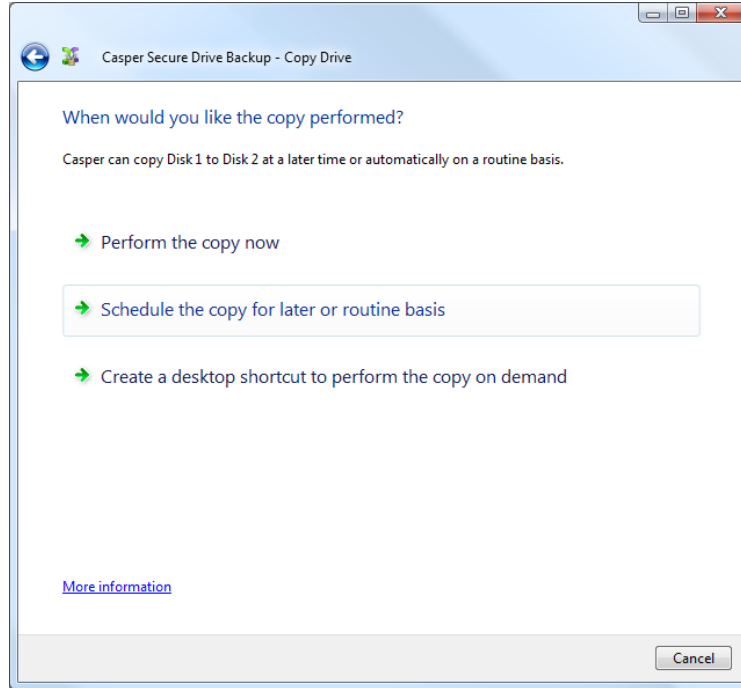 Casper Secure Drive Backup - Copy Drive
When would you like the copy performed?
Casper can copy Disk 1 to Disk 2 at a later time or automatically on a routine basis.
Perform the copy now
Schedule the copy for later or routine basis
Create a desktop shortcut to perform the copy on demand
More information
Cancel